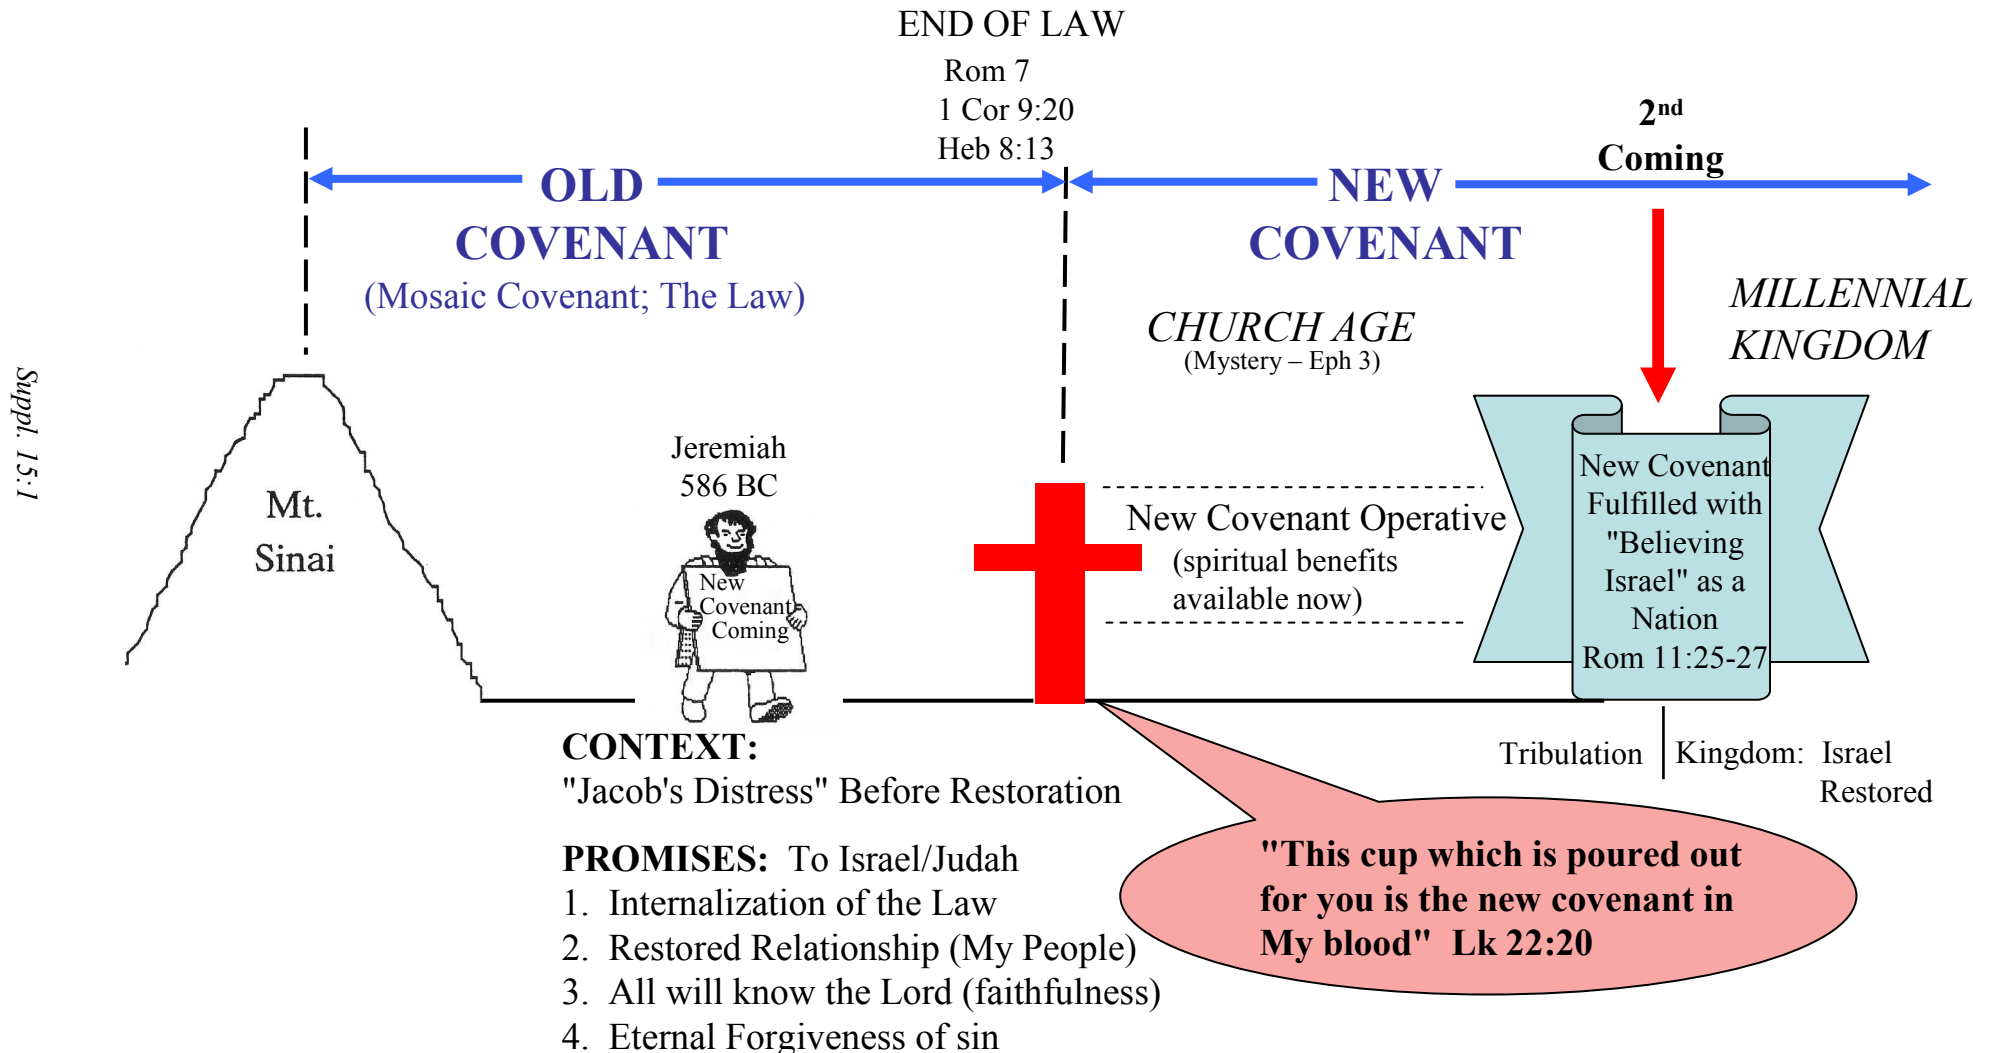 END OF LAW
Rom 7
1 Cor 9:20
Heb 8:13
2nd
Coming
OLD
COVENANT
(Mosaic Covenant; The Law)
NEW
COVENANT
CHURCH AGE
(Mystery – Eph 3)
MILLENNIAL
KINGDOM
Suppl. 15:1
Mt.
Sinai
Jeremiah
586 BC
New
Covenant
Coming
New Covenant Operative
(spiritual benefits
available now)
New Covenant
Fulfilled with
"Believing
Israel" as a
Nation
Rom 11:25-27
Tribulation
Kingdom: Israel
Restored
CONTEXT:
"Jacob's Distress" Before Restoration
PROMISES: To Israel/Judah
1. Internalization of the Law
2. Restored Relationship (My People)
3. All will know the Lord (faithfulness)
4. Eternal Forgiveness of sin
"This cup which is poured out
for you is the new covenant in
My blood" Lk 22:20